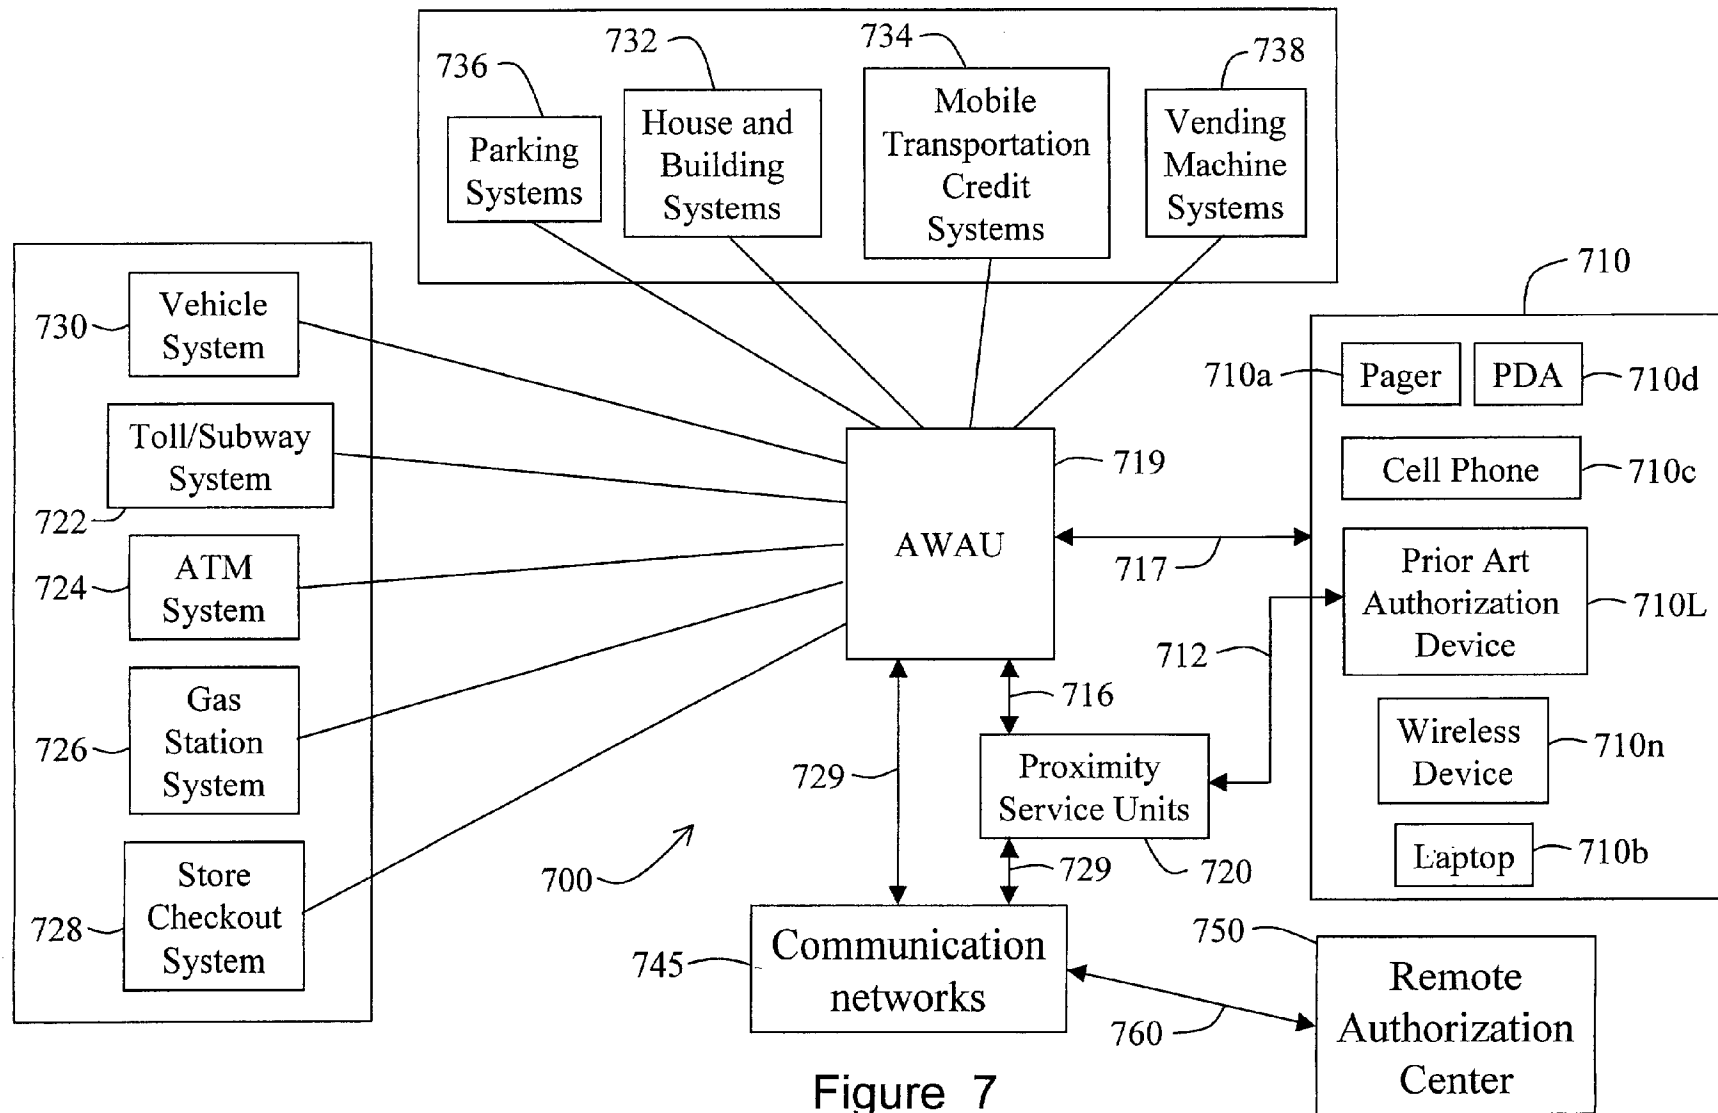 732
734
738
736
House and
Building
Systems
Mobile
Transportation
Credit
Systems
Vending
Machine
Systems
Parking
Systems
730
Vehicle
System
Toll/Subway
System
722
724
ATM
System
726
Gas
Station
System
728
Store
Checkout
System
AWAU
719
717
712
716
729
Proximity
Service Units
720
729
700
745
Communication
networks
760
710
710a
Pager
PDA
710d
Cell Phone
710c
Prior Art
Authorization
Device
710L
Wireless
Device
710n
Laptop
710b
750
Remote
Authorization
Center
Figure 7